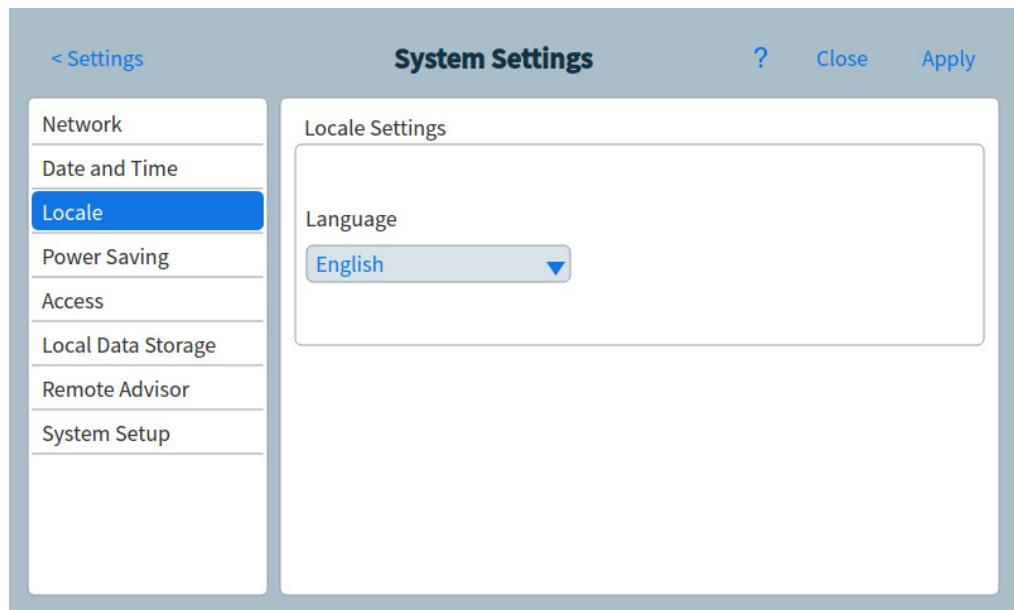 < Settings
System Settings
?
Close
Apply
Network
Date and Time
Locale
Power Saving
Access
Local Data Storage
Remote Advisor
System Setup
Locale Settings
Language
English